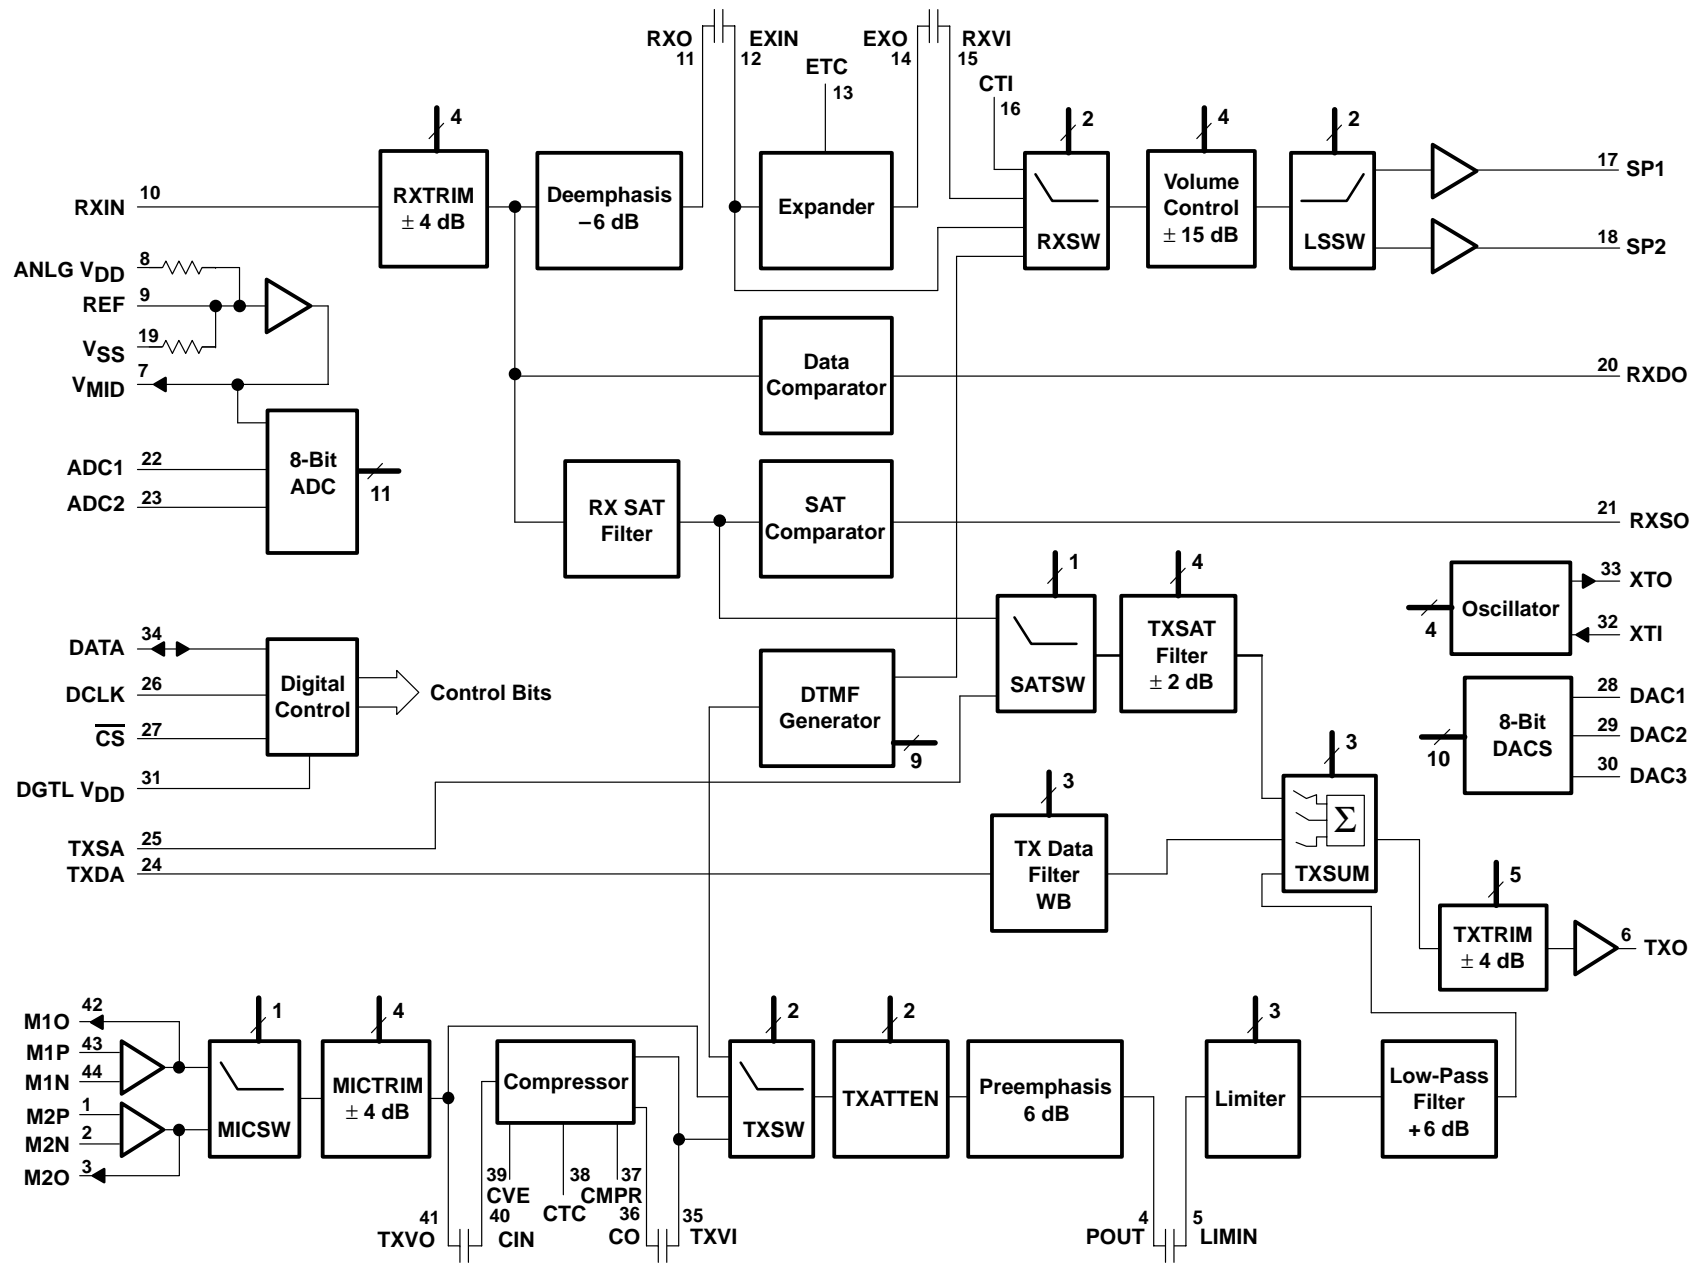 RXO
11
EXIN
12
ETC
13
EXO
14
RXVI
15
CTI
16
4
2
4
2
RXIN
10
RXTRIM
± 4 dB
Deemphasis
−6 dB
Expander
RXSW
Volume
Control
± 15 dB
LSSW
17
SP1
18
SP2
ANLG VDD
8
REF
9
VSS
19
VMID
7
Data
Comparator
20
RXDO
ADC1
22
ADC2
23
8-Bit
ADC
11
RX SAT
Filter
SAT
Comparator
21
RXSO
1
4
SATSW
TXSAT
Filter
± 2 dB
Oscillator
4
33
XTO
32
XTI
DATA
34
DCLK
26
CS
27
DGTL VDD
31
Digital
Control
Control Bits
DTMF
Generator
9
8-Bit
DACS
10
28
DAC1
29
DAC2
30
DAC3
3
Σ
TXSUM
TXSA
25
TXDA
24
3
TX Data
Filter
WB
5
TXTRIM
± 4 dB
6
TXO
M1O
42
M1P
43
M1N
44
M2P
1
M2N
2
M2O
3
1
MICSW
4
MICTRIM
± 4 dB
Compressor
2
TXSW
2
TXATTEN
Preemphasis
6 dB
3
Limiter
Low-Pass
Filter
+6 dB
39
CVE
38
CTC
37
CMPR
41
TXVO
40
CIN
36
CO
35
TXVI
4
POUT
5
LIMIN